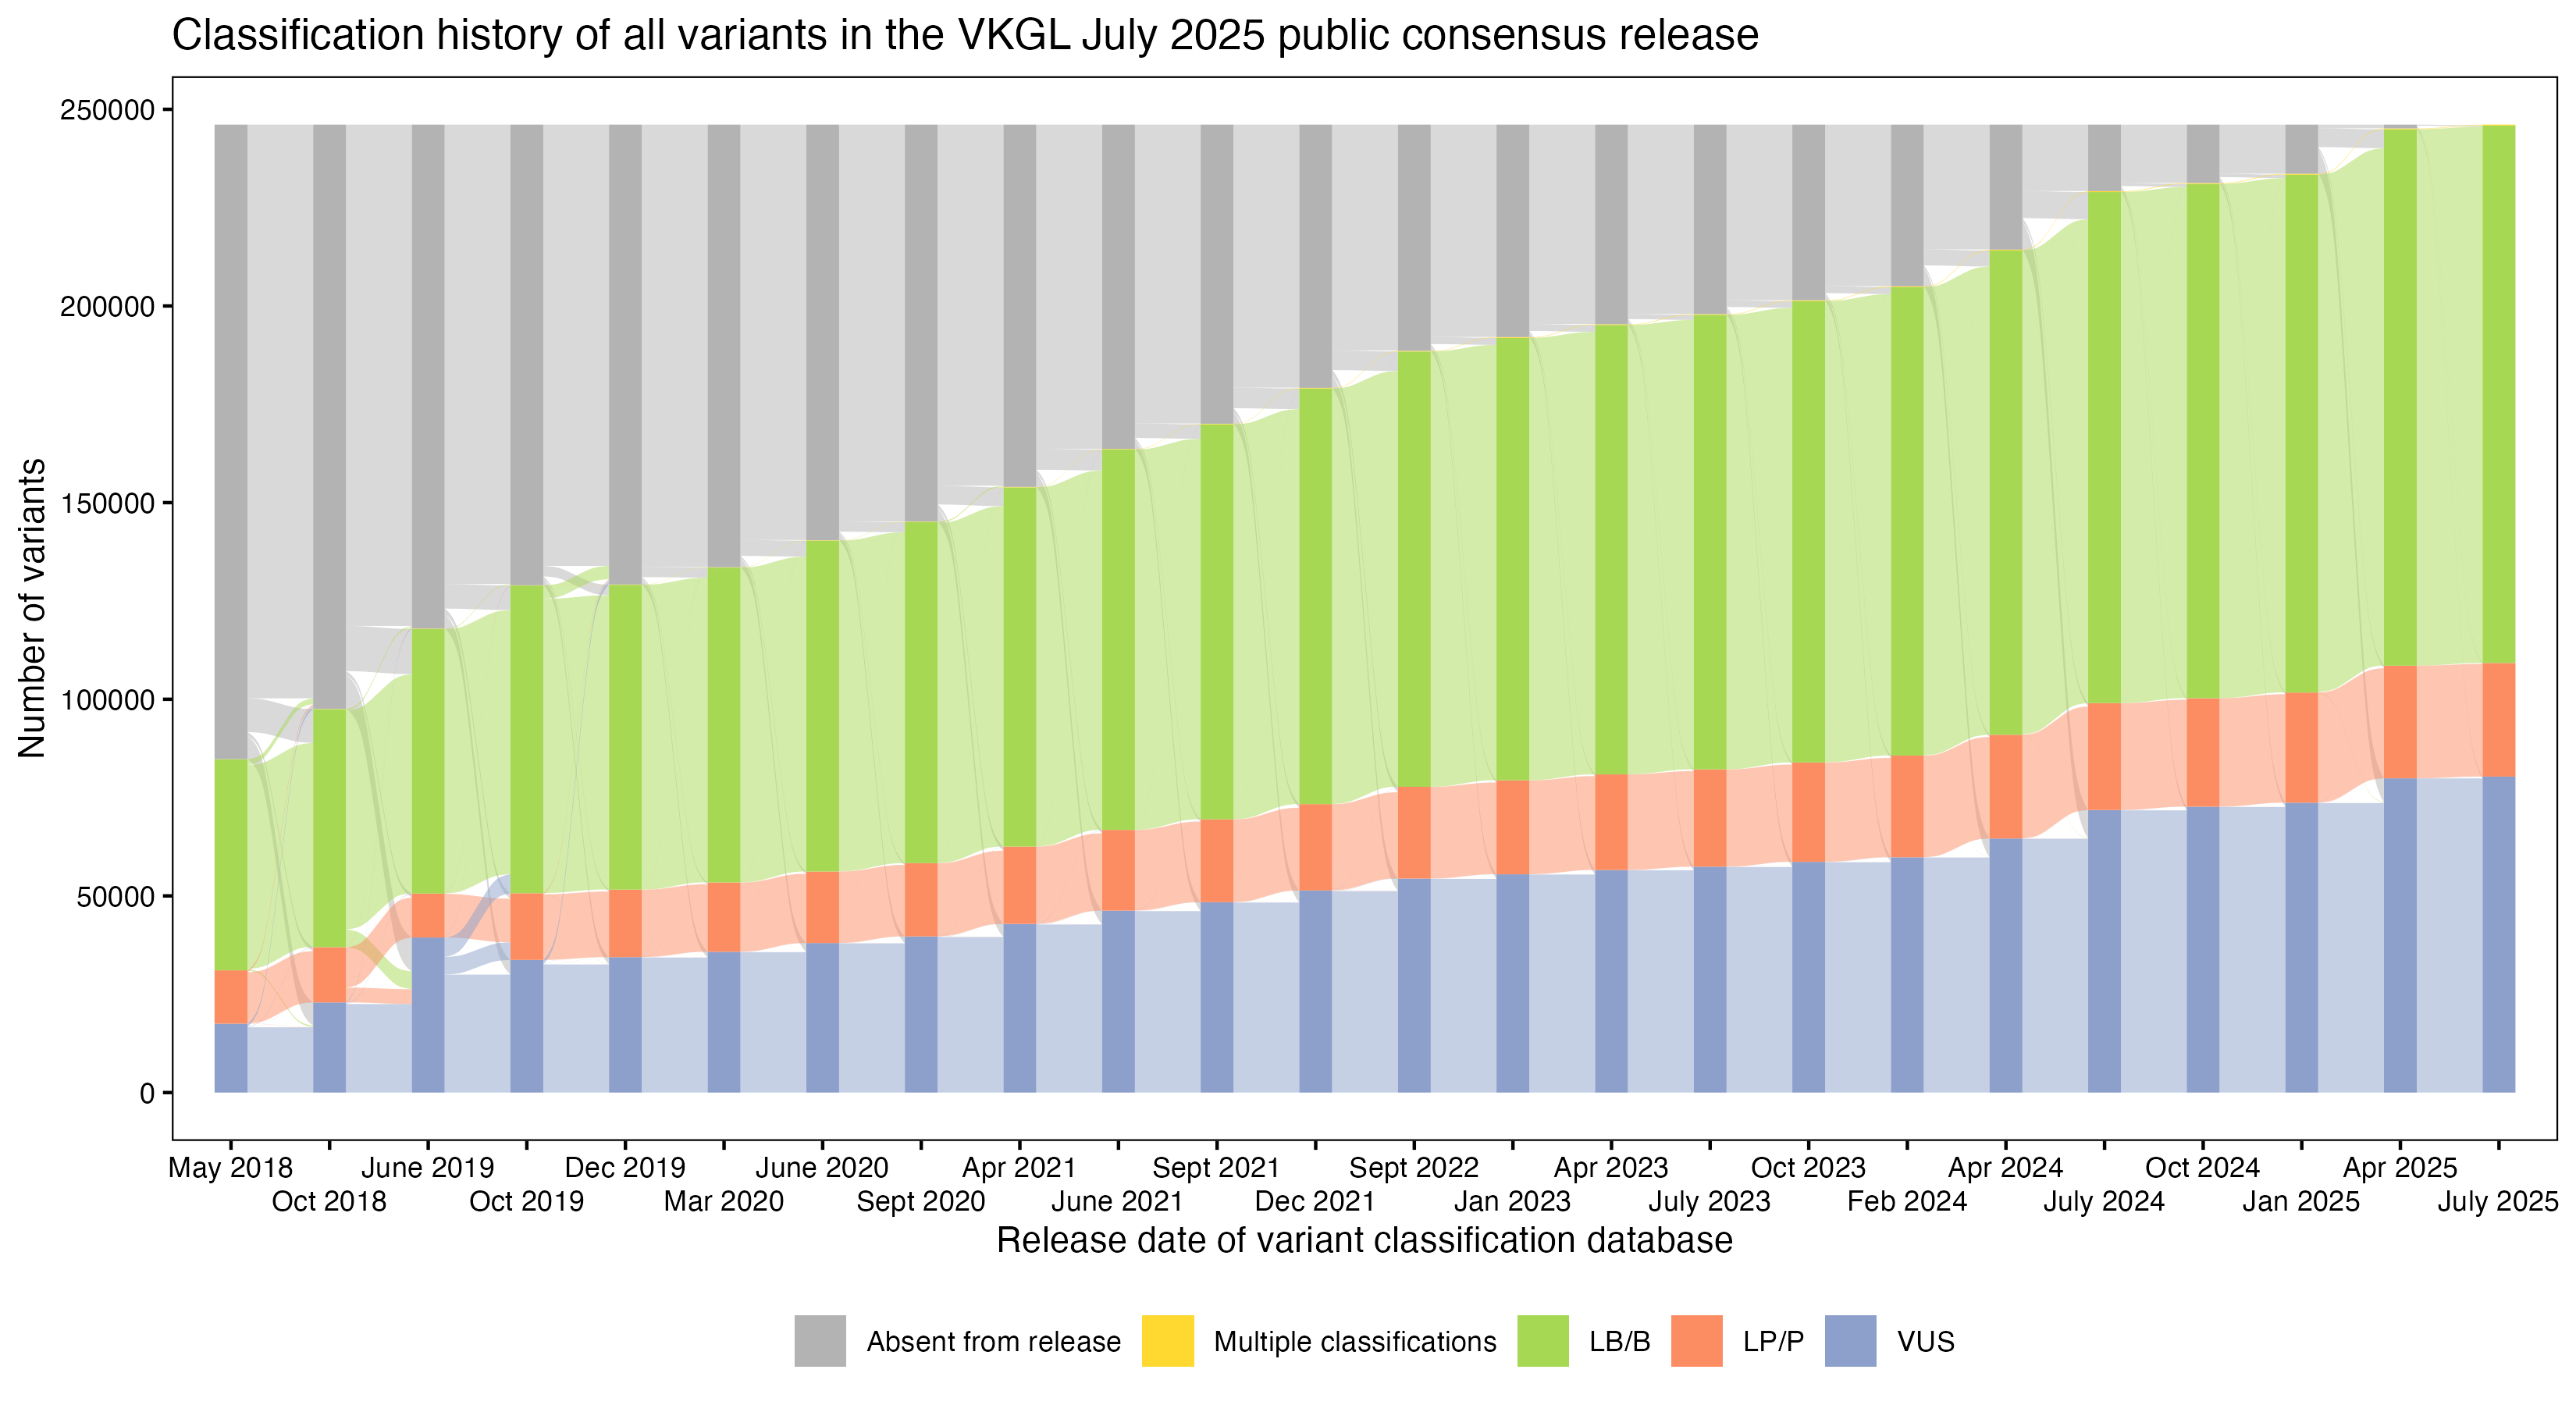 Classification history of all variants in the VKGL July 2025 public consensus release
Number of variants
250000
200000
150000
100000
50000
0
May 2018 June 2019 Dec 2019 June 2020 Apr 2021 Sept 2021 Sept 2022 Apr 2023 Oct 2023 Apr 2024 Oct 2024 Apr 2025
Oct 2018 Oct 2019 Mar 2020 Sept 2020 June 2021 Dec 2021 Jan 2023 July 2023 Feb 2024 July 2024 Jan 2025 July 2025
Release date of variant classification database
Absent from release Multiple classifications LB/B LP/P VUS